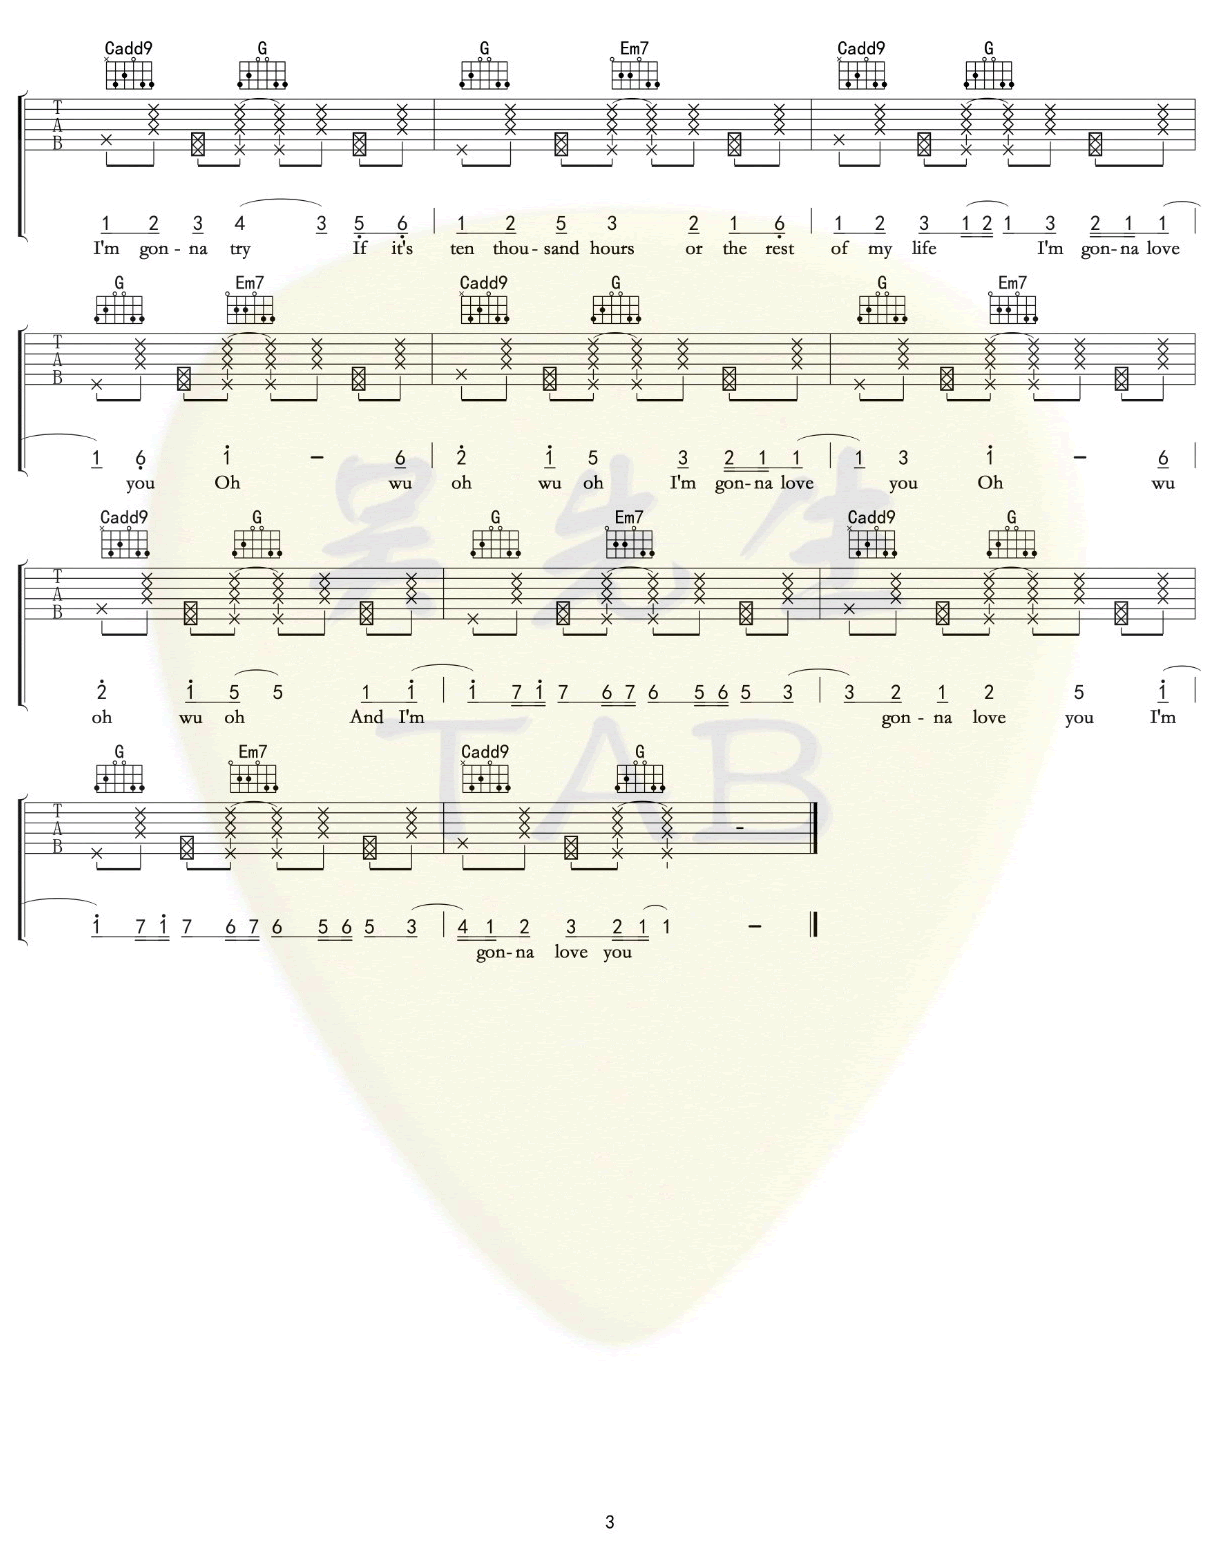 Cadd9 G G Em7 Cadd9 G
T A B
1 2 3 4 3 5 6 1 2 5 3 2 1 6 1 2 3 1 2 1 3 2 1 1
I'm gon - na try If it's ten thou - sand hours or the rest of my life I'm gon - na love
G Em7 Cadd9 G G Em7
T A B
1 6 1 - 6 2 1 5 3 2 1 1 1 3 1 - 6
you Oh wu oh wu oh I'm gon - na love you Oh wu
Cadd9 G G Em7 Cadd9 G
T A B
2 1 5 5 1 1 1 7 1 7 6 7 6 5 6 5 3 3 2 1 2 5 1
oh wu oh And I'm gon - na love you I'm
G Em7 Cadd9 G
T A B
1 7 1 7 6 7 6 5 6 5 3 4 1 2 3 2 1 1 -
gon - na love you
吴先生
TAB
3